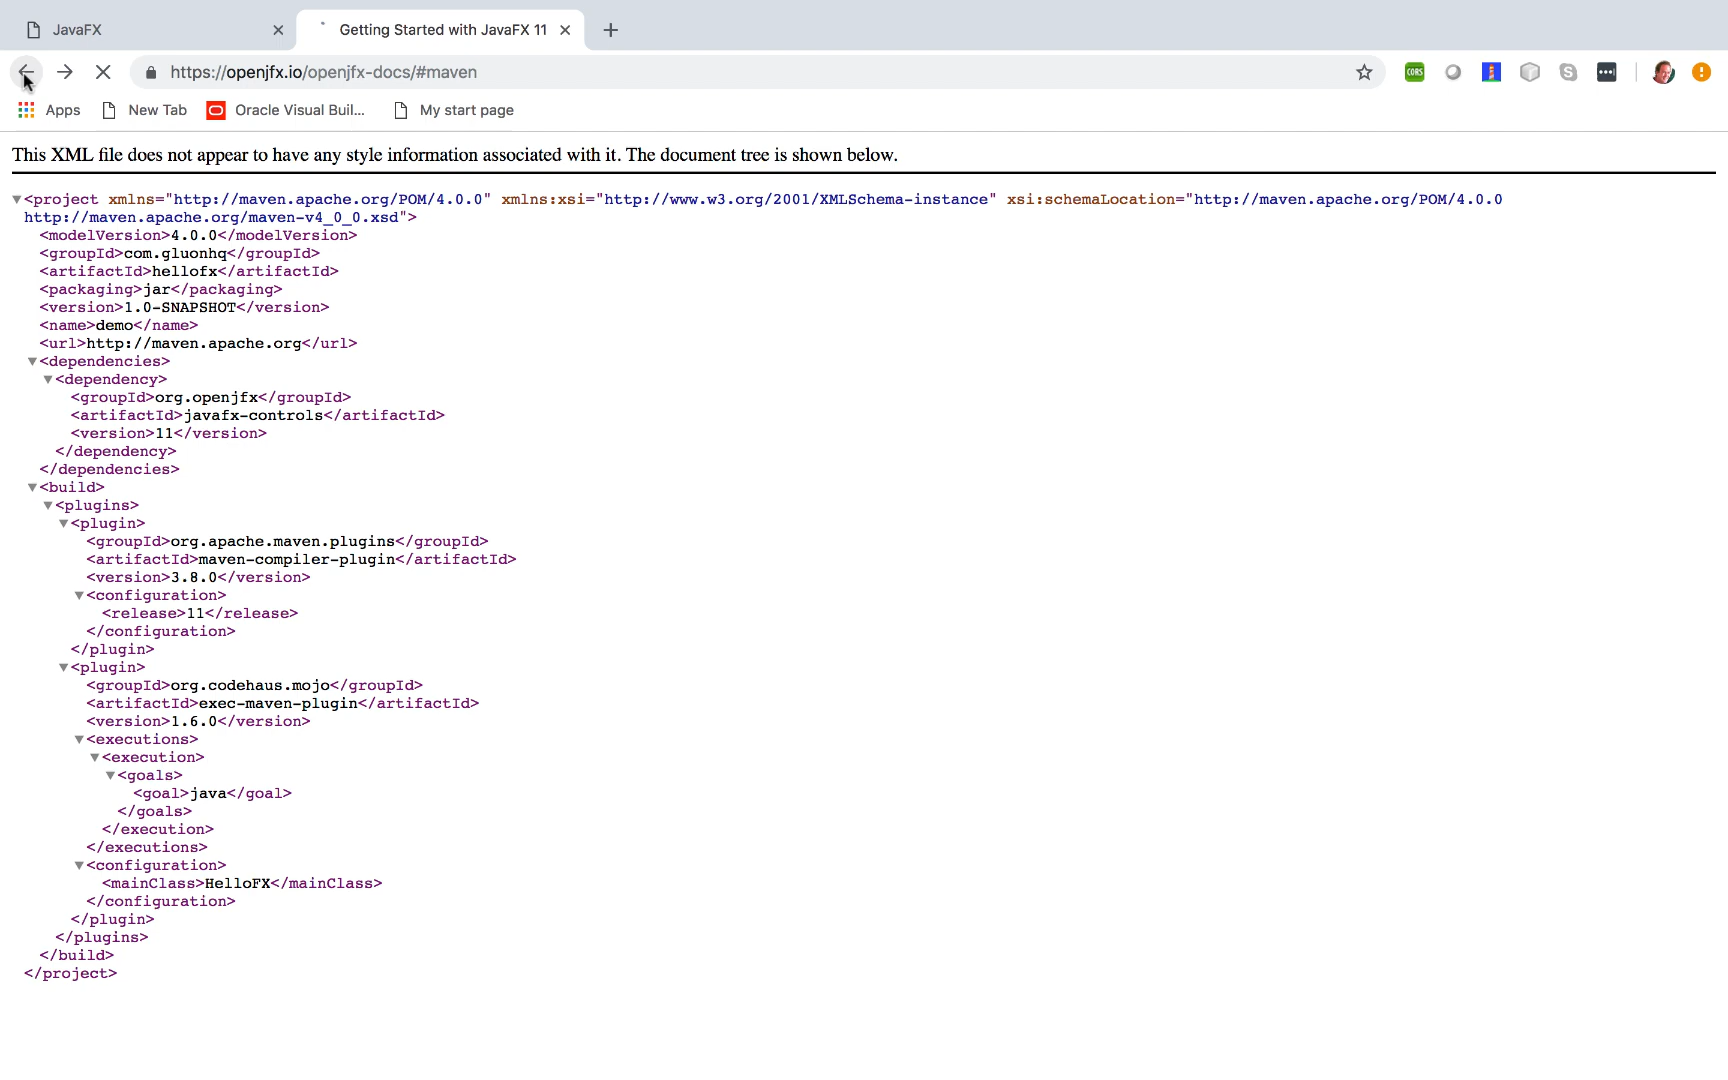 JavaFX
Getting Started with JavaFX 11
https://openjfx.io/openjfx-docs/#maven
CORS
Apps
New Tab
Oracle Visual Buil...
My start page
This XML file does not appear to have any style information associated with it. The document tree is shown below.
<project xmlns="http://maven.apache.org/POM/4.0.0" xmlns:xsi="http://www.w3.org/2001/XMLSchema-instance" xsi:schemaLocation="http://maven.apache.org/POM/4.0.0
http://maven.apache.org/maven-v4_0_0.xsd">
<modelVersion>4.0.0</modelVersion>
<groupId>com.gluonhq</groupId>
<artifactId>hellofx</artifactId>
<packaging>jar</packaging>
<version>1.0-SNAPSHOT</version>
<name>demo</name>
<url>http://maven.apache.org</url>
<dependencies>
<dependency>
<groupId>org.openjfx</groupId>
<artifactId>javafx-controls</artifactId>
<version>11</version>
</dependency>
</dependencies>
<build>
<plugins>
<plugin>
<groupId>org.apache.maven.plugins</groupId>
<artifactId>maven-compiler-plugin</artifactId>
<version>3.8.0</version>
<configuration>
<release>11</release>
</configuration>
</plugin>
<plugin>
<groupId>org.codehaus.mojo</groupId>
<artifactId>exec-maven-plugin</artifactId>
<version>1.6.0</version>
<executions>
<execution>
<goals>
<goal>java</goal>
</goals>
</execution>
</executions>
<configuration>
<mainClass>HelloFX</mainClass>
</configuration>
</plugin>
</plugins>
</build>
</project>